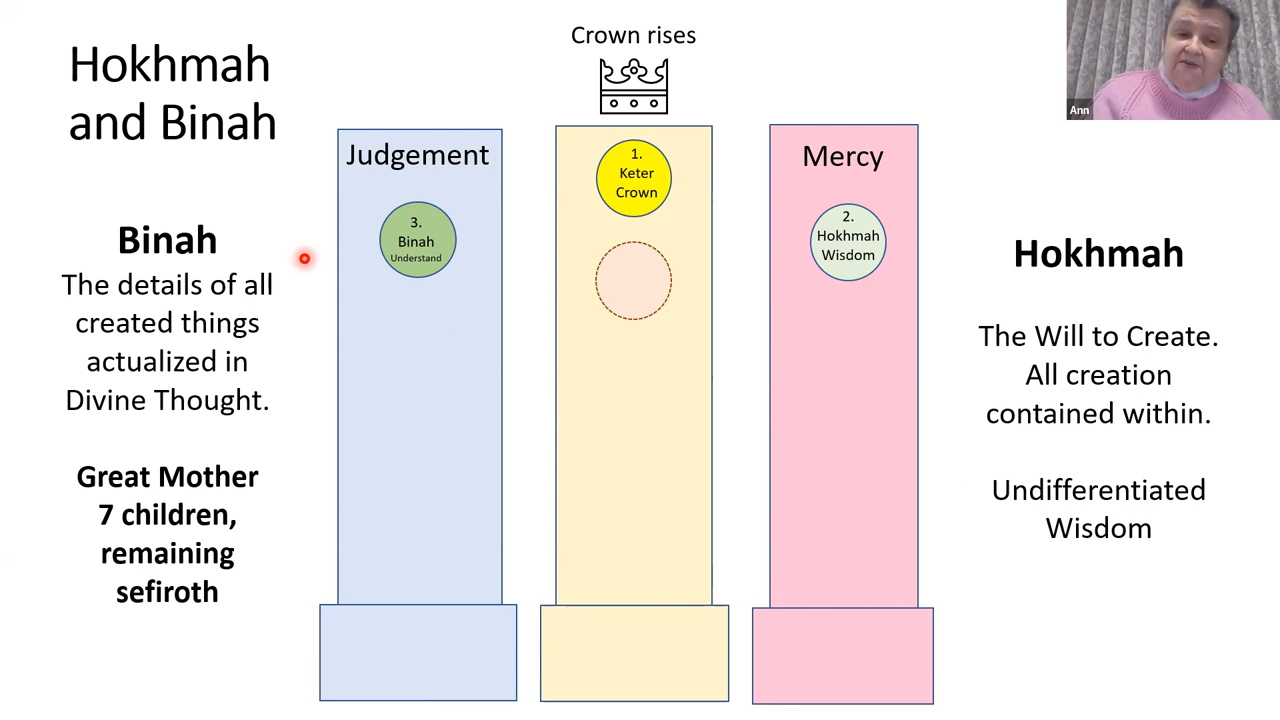 Hokhmah
and Binah
Crown rises
Ann
Judgement
1.
Keter
Crown
Mercy
3.
Binah
Understand
2.
Hokhmah
Wisdom
Binah
The details of all
created things
actualized in
Divine Thought.
Great Mother
7 children,
remaining
sefiroth
Hokhmah
The Will to Create.
All creation
contained within.
Undifferentiated
Wisdom